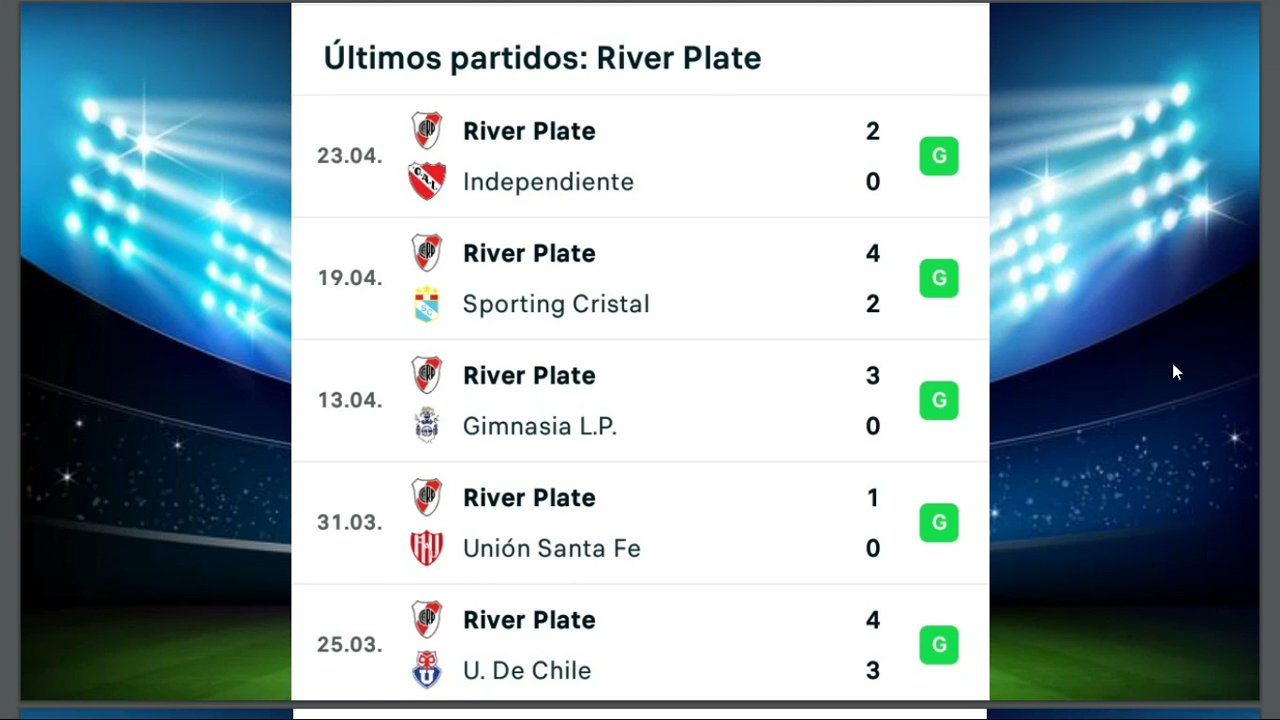 Últimos partidos: River Plate
23.04.
River Plate 2
Independiente 0
G
19.04.
River Plate 4
Sporting Cristal 2
G
13.04.
River Plate 3
Gimnasia L.P. 0
G
31.03.
River Plate 1
Unión Santa Fe 0
G
25.03.
River Plate 4
U. De Chile 3
G